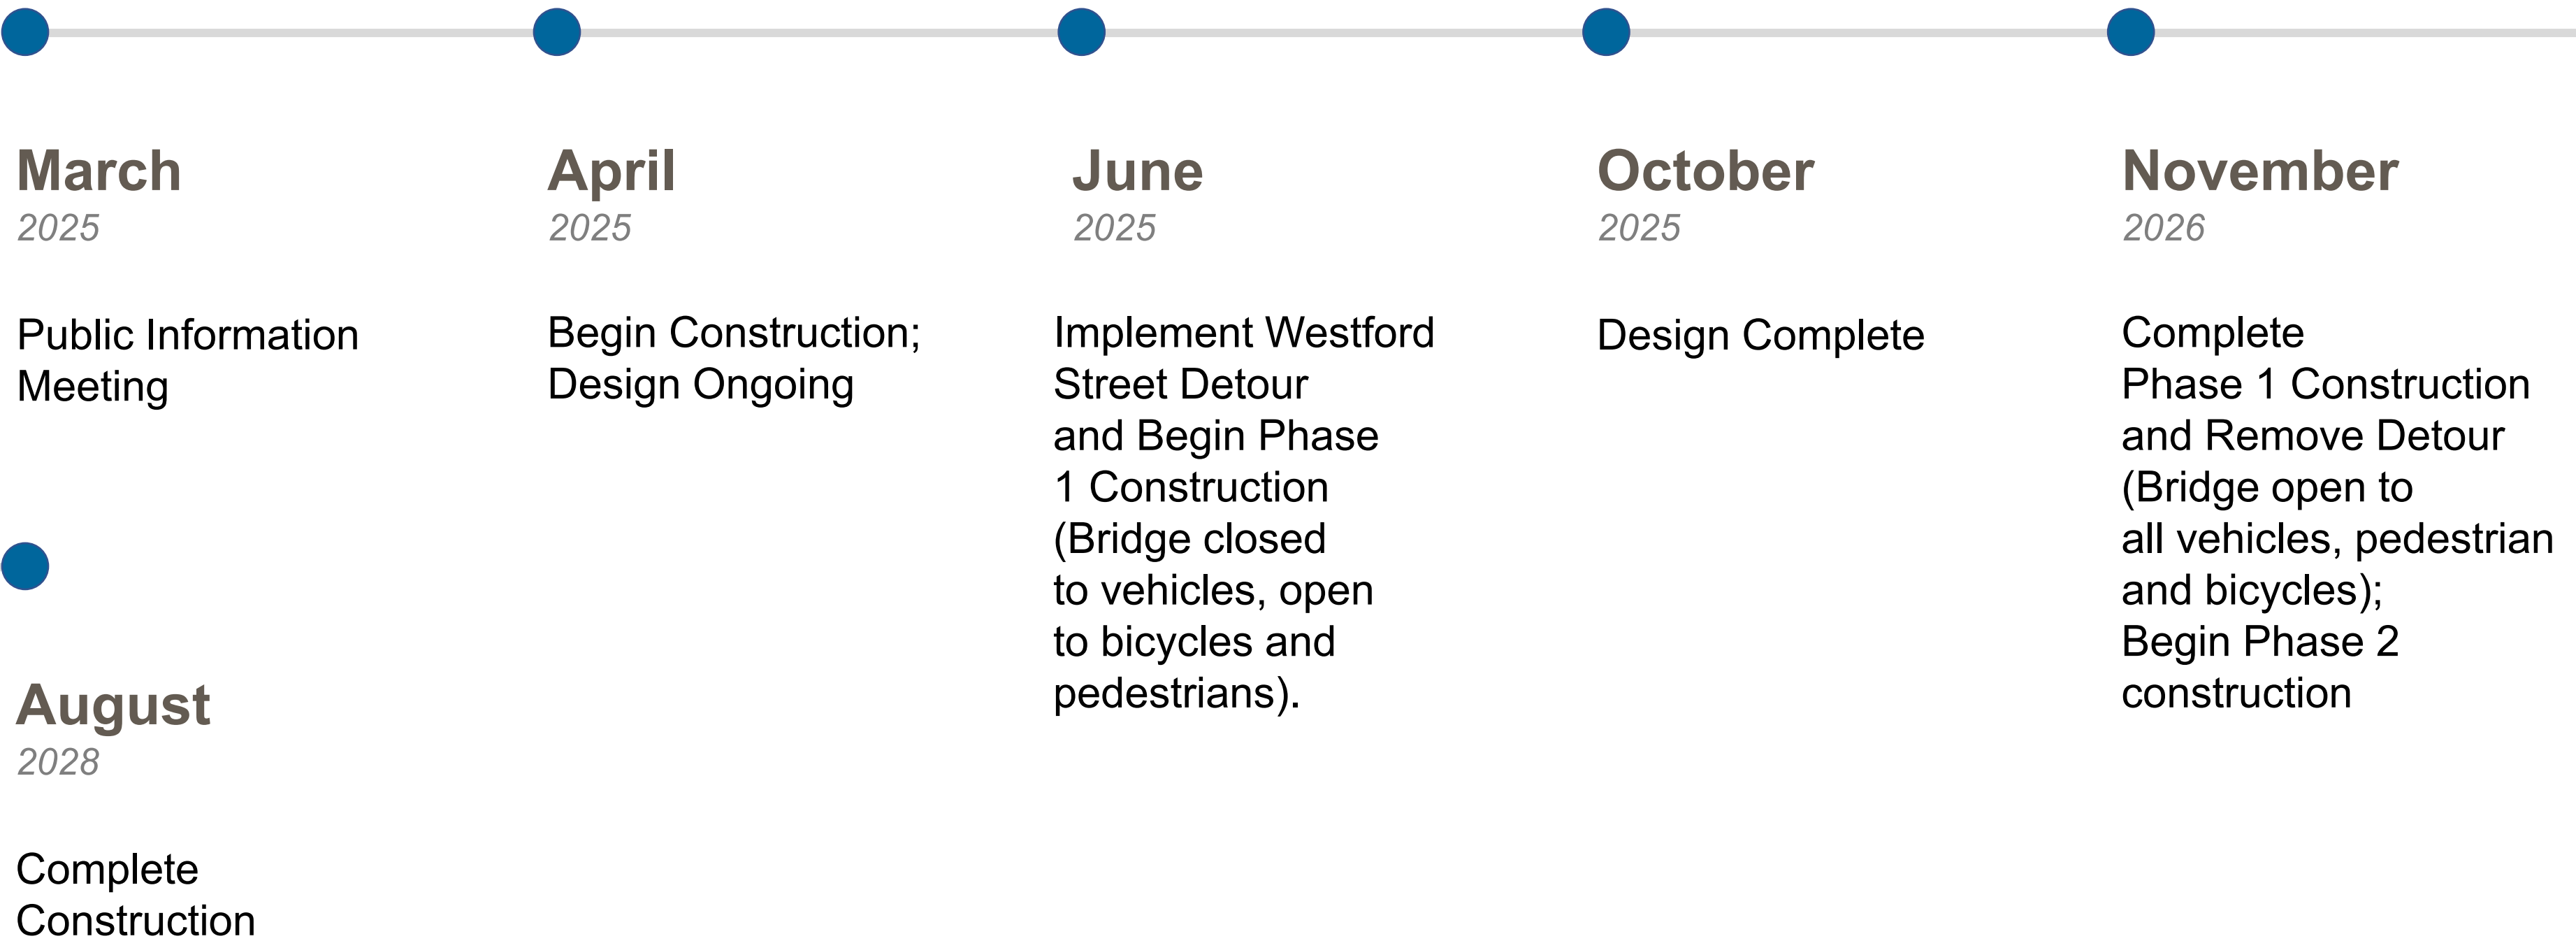 March
2025
Public Information
Meeting
April
2025
Begin Construction;
Design Ongoing
June
2025
Implement Westford
Street Detour
and Begin Phase
1 Construction
(Bridge closed
to vehicles, open
to bicycles and
pedestrians).
October
2025
Design Complete
November
2026
Complete
Phase 1 Construction
and Remove Detour
(Bridge open to
all vehicles, pedestrian
and bicycles);
Begin Phase 2
construction
August
2028
Complete
Construction